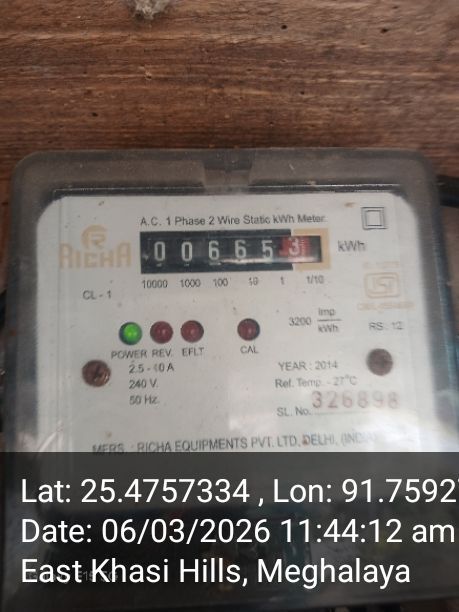 A.C. 1 Phase 2 Wire Static kWh Meter
RICHA
0 0 6 6 5 3 kWh
10000 1000 100 10 1 1/10
CL - 1
3200 Imp/kWh
RS : 12
POWER REV. EFLT CAL
2.5 - 10 A
240 V.
50 Hz.
YEAR : 2014
Ref. Temp. - 27°C
SL. No. 326898
MFRS. : RICHA EQUIPMENTS PVT. LTD, DELHI, (INDIA)
Lat: 25.4757334 , Lon: 91.7592
Date: 06/03/2026 11:44:12 am
East Khasi Hills, Meghalaya